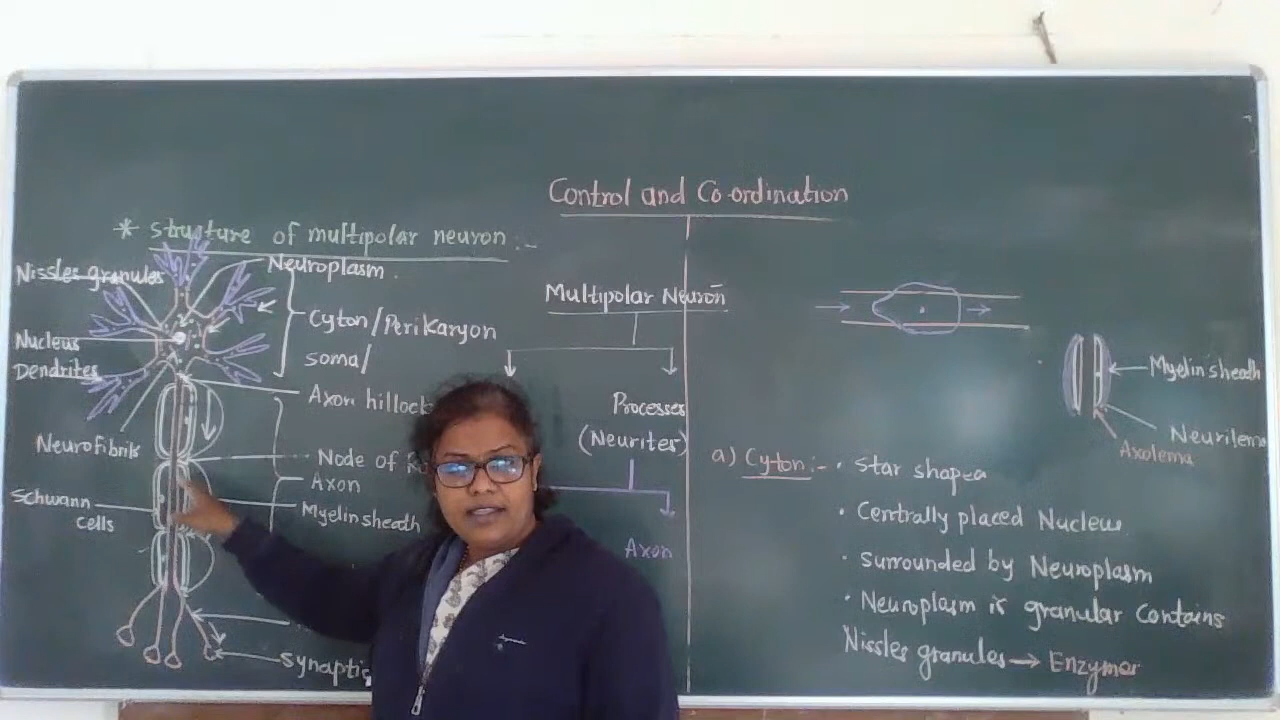 Control and Co ordination
* Structure of multipolar neuron :-
Nissles granules
Neuroplasm
Cyton/Perikaryon
Soma/
Nucleus
Dendrites
Axon hillock
Neurofibrils
Node of
Axon
Schwann
cells
Myelin sheath
Synaptic
Multipolar Neuron
Processes
(Neurites)
Axon
Myelin sheath
Neurilema
Axolema
a) Cyton :- · Star shaped
· Centrally placed Nucleus
· Surrounded by Neuroplasm
· Neuroplasm is granular Contains
Nissles granules → Enzymes